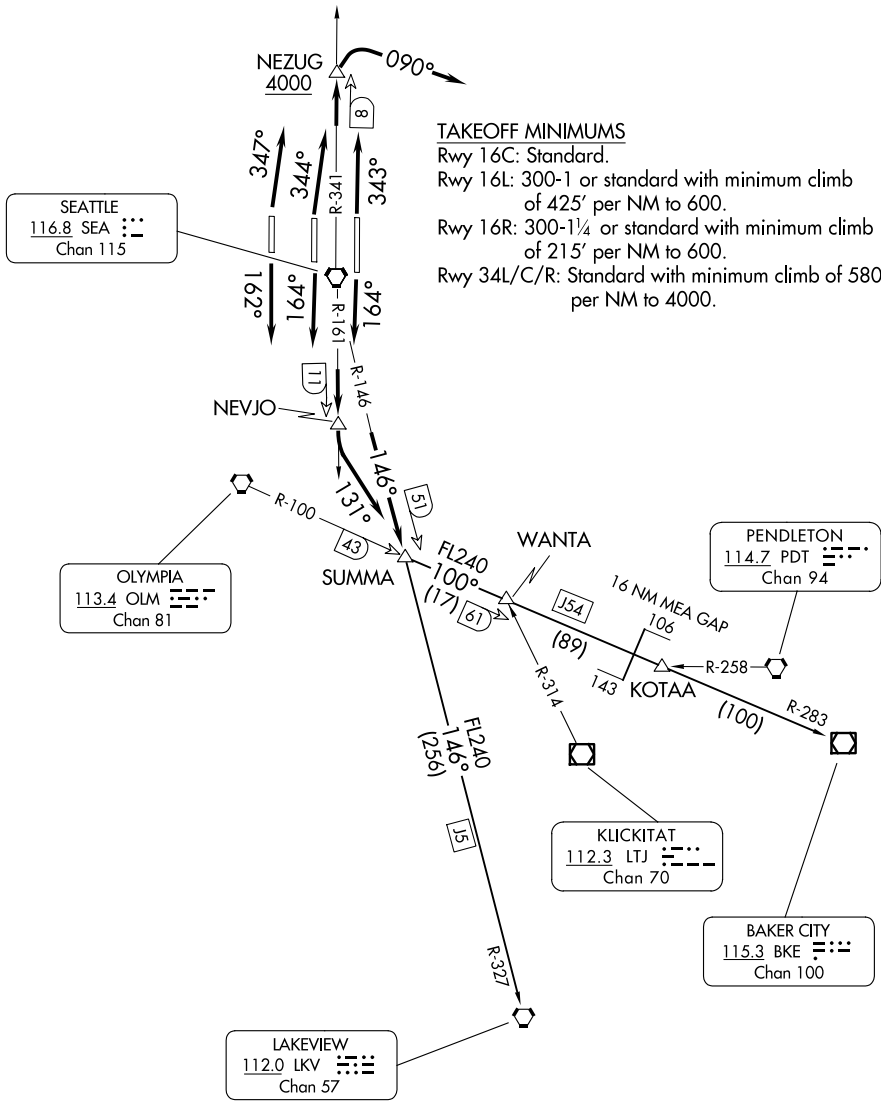 NEZUG
4000
090°
8
347°
344°
343°
R-341
TAKEOFF MINIMUMS
Rwy 16C: Standard.
Rwy 16L: 300-1 or standard with minimum climb
of 425' per NM to 600.
Rwy 16R: 300-1¼ or standard with minimum climb
of 215' per NM to 600.
Rwy 34L/C/R: Standard with minimum climb of 580
per NM to 4000.
SEATTLE
116.8 SEA
Chan 115
162°
164°
164°
R-161
11
R-146
NEVJO
131°
146°
51
R-100
43
SUMMA
OLYMPIA
113.4 OLM
Chan 81
FL240
100°
(17)
61
WANTA
J54
(89)
16 NM MEA GAP
106
143
KOTAA
R-258
PENDLETON
114.7 PDT
Chan 94
R-314
(100)
R-283
FL240
146°
(256)
J5
KLICKITAT
112.3 LTJ
Chan 70
BAKER CITY
115.3 BKE
Chan 100
R-327
LAKEVIEW
112.0 LKV
Chan 57